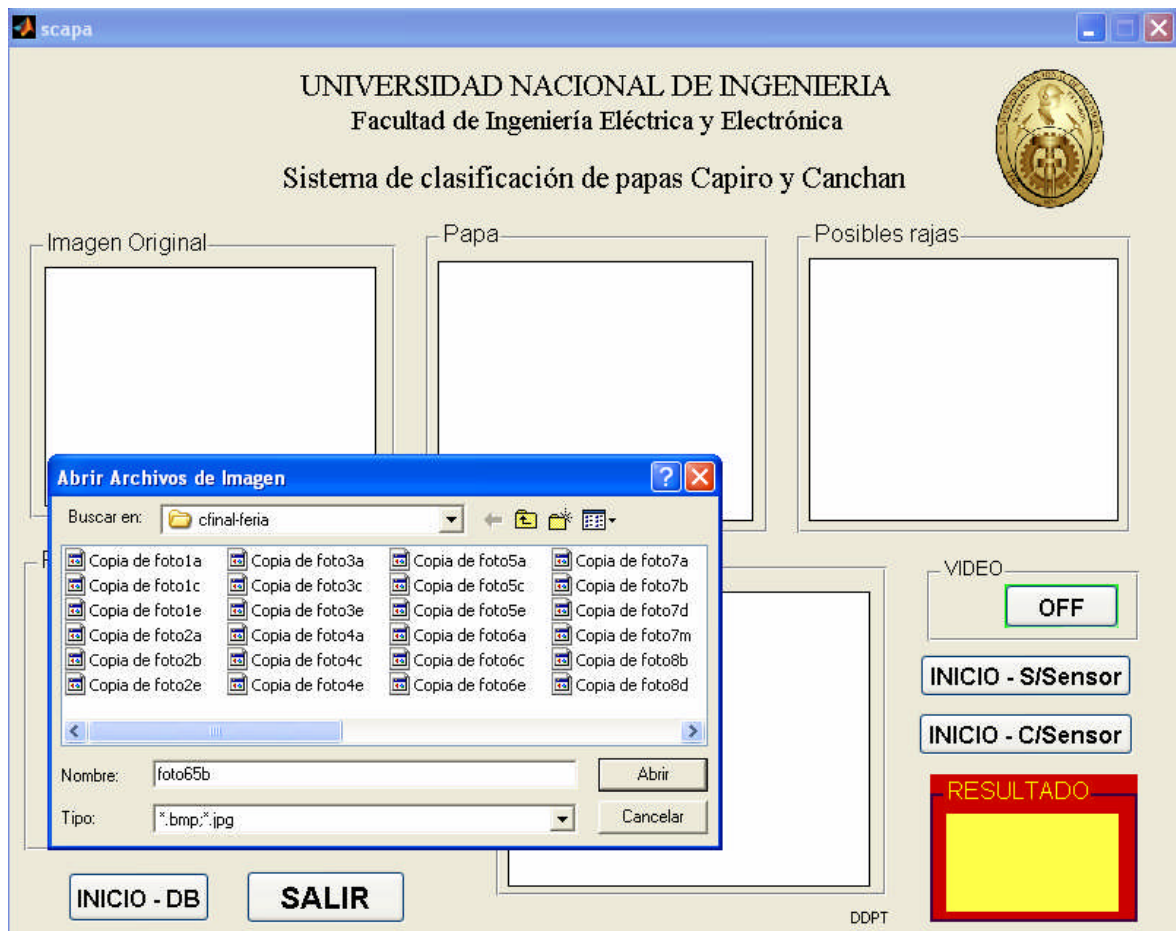 scapa
UNIVERSIDAD NACIONAL DE INGENIERIA
Facultad de Ingeniería Eléctrica y Electrónica
Sistema de clasificación de papas Capiro y Canchan
Imagen Original
Papa
Posibles rajas
Abrir Archivos de Imagen
Buscar en: cfinal-feria
Copia de foto1a Copia de foto3a Copia de foto5a Copia de foto7a
Copia de foto1c Copia de foto3c Copia de foto5c Copia de foto7b
Copia de foto1e Copia de foto3e Copia de foto5e Copia de foto7d
Copia de foto2a Copia de foto4a Copia de foto6a Copia de foto7m
Copia de foto2b Copia de foto4c Copia de foto6c Copia de foto8b
Copia de foto2e Copia de foto4e Copia de foto6e Copia de foto8d
Nombre: foto65b Abrir
Tipo: *.bmp;*.jpg Cancelar
VIDEO
OFF
INICIO - S/Sensor
INICIO - C/Sensor
RESULTADO
INICIO - DB
SALIR
DDPT